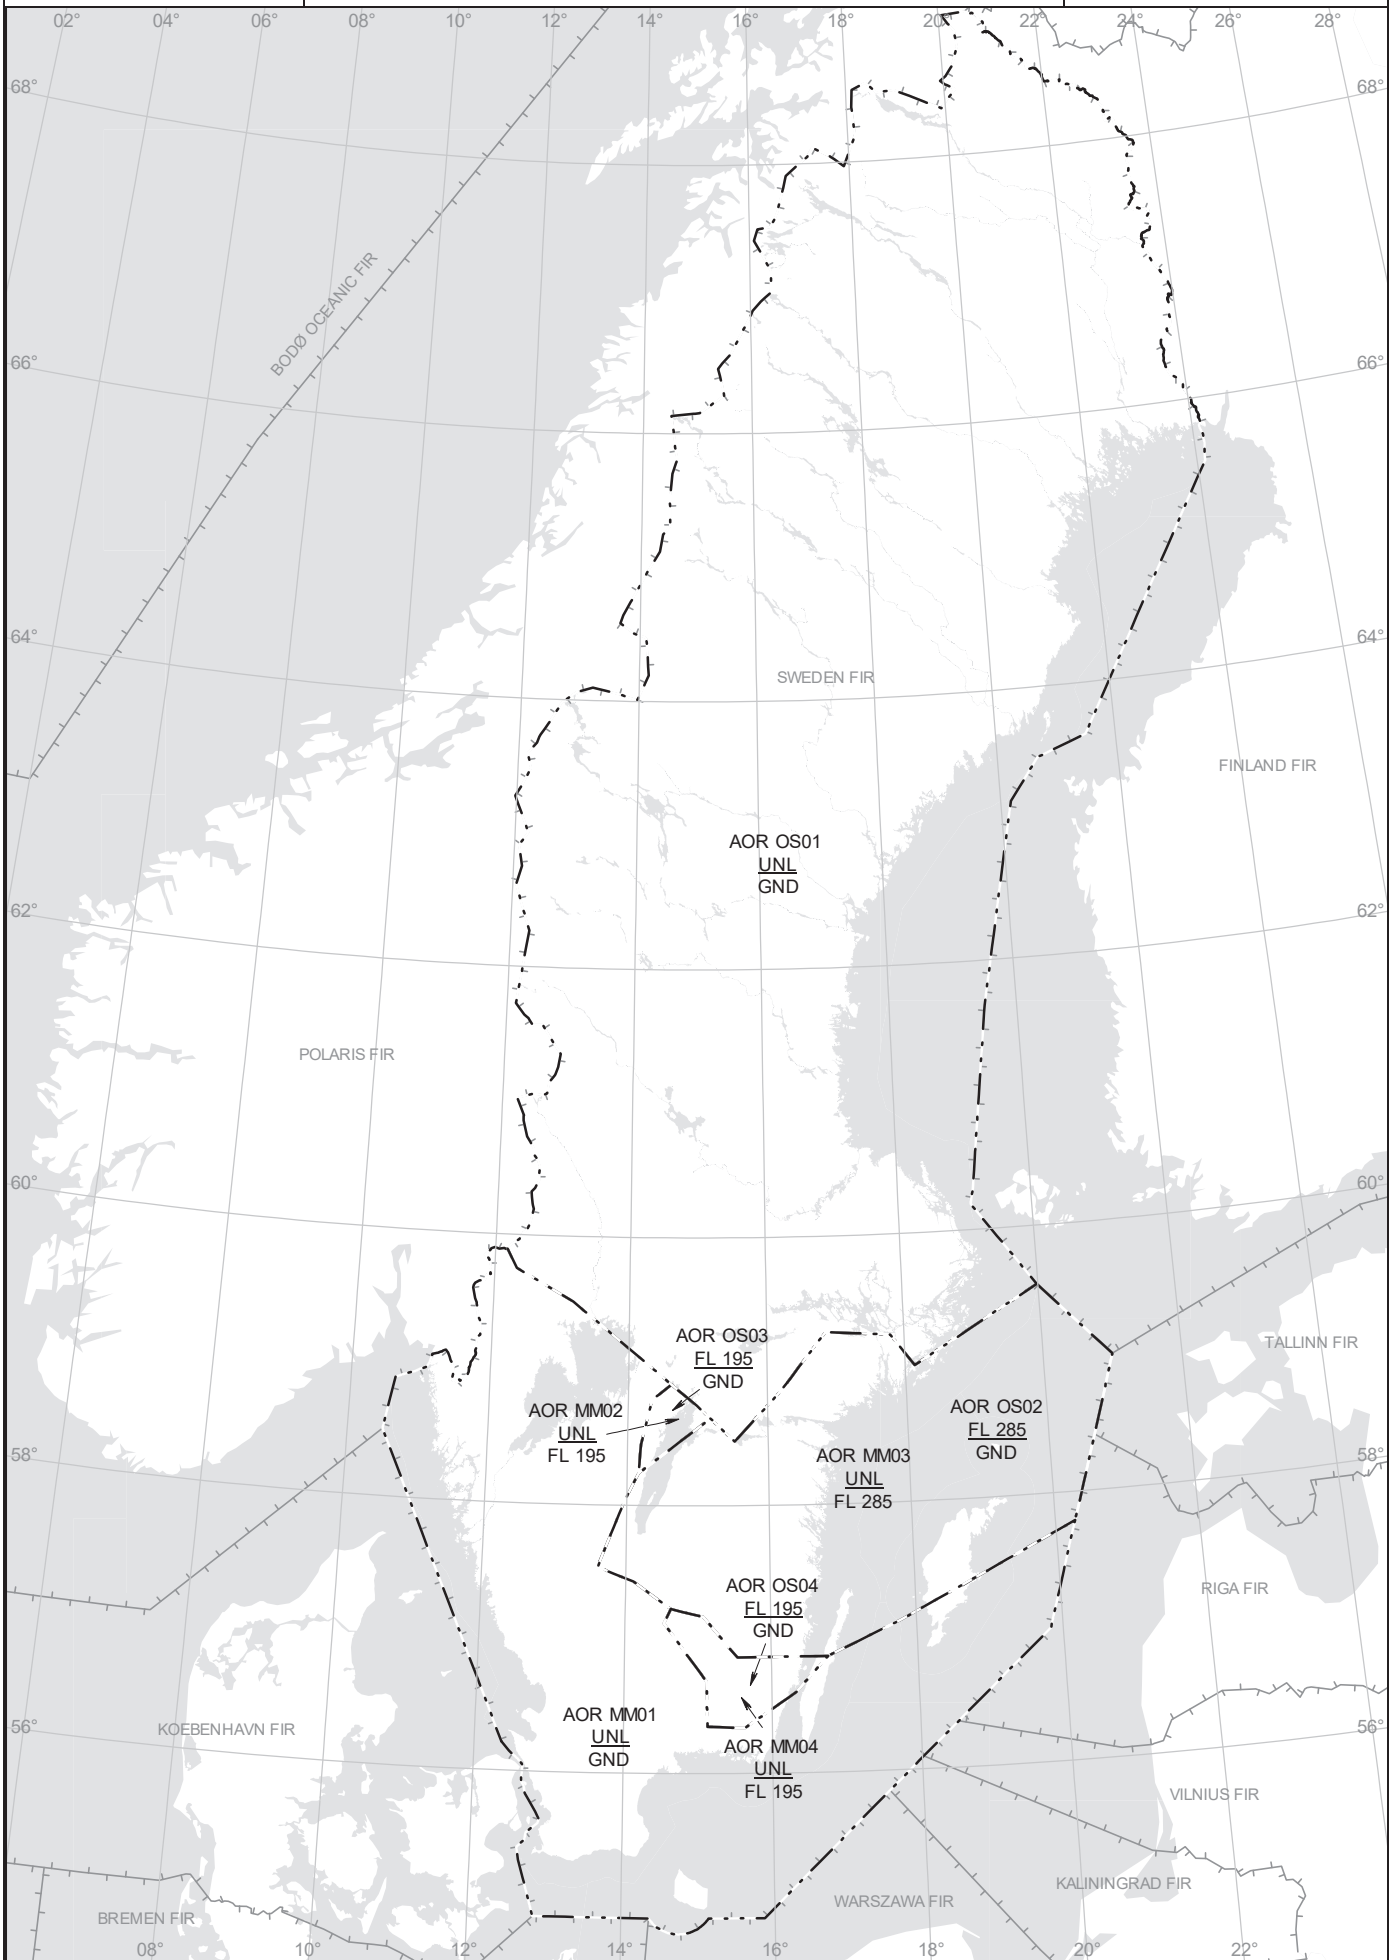 02°
04°
06°
08°
10°
12°
14°
16°
18°
20°
22°
24°
26°
28°
68°
68°
BODØ OCEANIC FIR
66°
66°
64°
64°
SWEDEN FIR
FINLAND FIR
AOR OS01
UNL
GND
62°
62°
POLARIS FIR
60°
60°
AOR OS03
FL 195
GND
TALLINN FIR
AOR MM02
UNL
FL 195
AOR OS02
FL 285
GND
58°
58°
AOR MM03
UNL
FL 285
AOR OS04
FL 195
GND
RIGA FIR
AOR MM01
UNL
GND
KOEBENHAVN FIR
56°
56°
AOR MM04
UNL
FL 195
VILNIUS FIR
KALININGRAD FIR
WARSZAWA FIR
BREMEN FIR
08°
10°
12°
14°
16°
18°
20°
22°